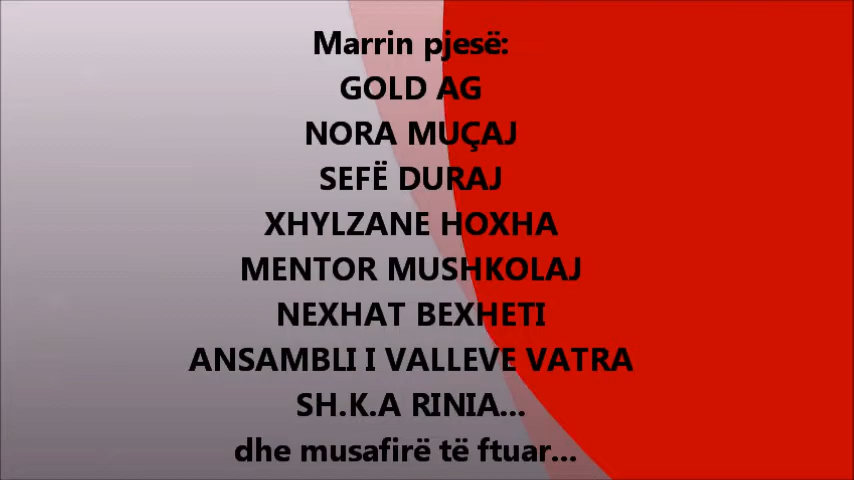 Marrin pjesë:
GOLD AG
NORA MUÇAJ
SEFË DURAJ
XHYLZANE HOXHA
MENTOR MUSHKOLAJ
NEXHAT BEXHETI
ANSAMBLI I VALLEVE VATRA
SH.K.A RINIA...
dhe musafirë të ftuar...